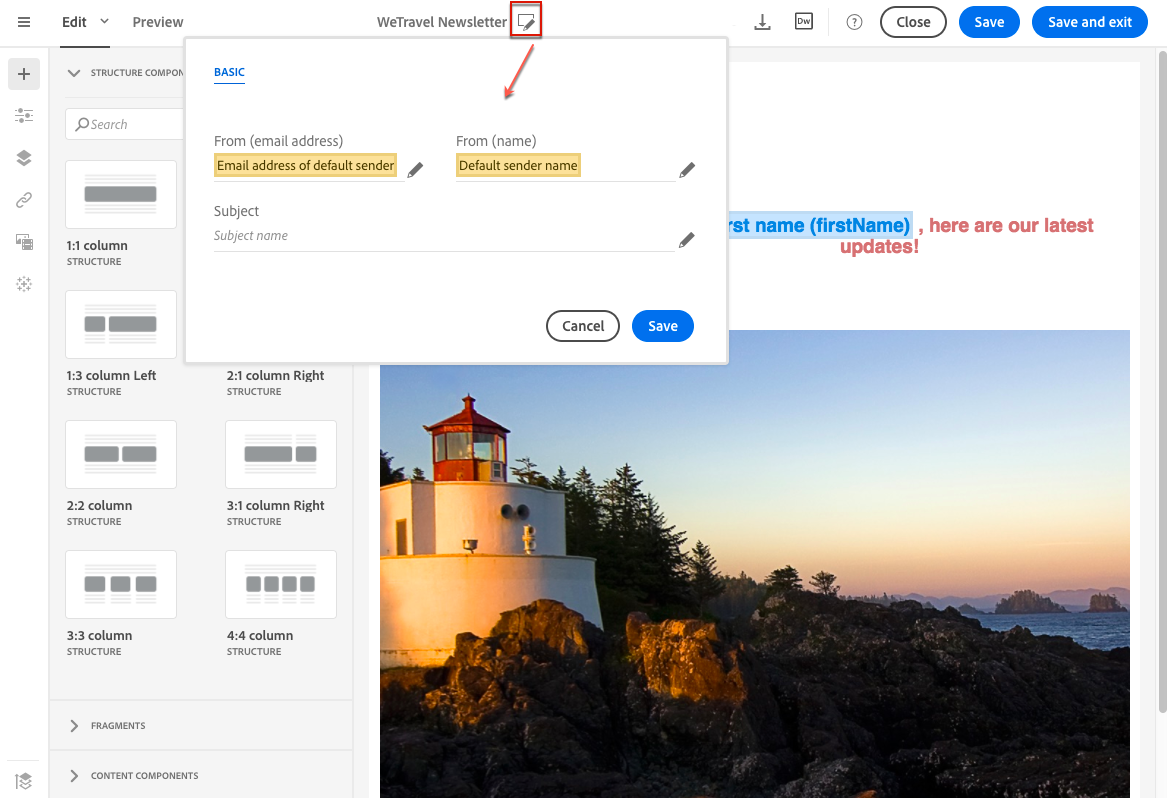 Edit
Preview
WeTravel Newsletter
Dw
?
Close
Save
Save and exit
STRUCTURE COMPON
Search
1:1 column
STRUCTURE
1:3 column Left
STRUCTURE
2:1 column Right
STRUCTURE
2:2 column
STRUCTURE
3:1 column Right
STRUCTURE
3:3 column
STRUCTURE
4:4 column
STRUCTURE
FRAGMENTS
CONTENT COMPONENTS
BASIC
From (email address)
Email address of default sender
From (name)
Default sender name
Subject
Subject name
Cancel
Save
rst name (firstName) , here are our latest
updates!